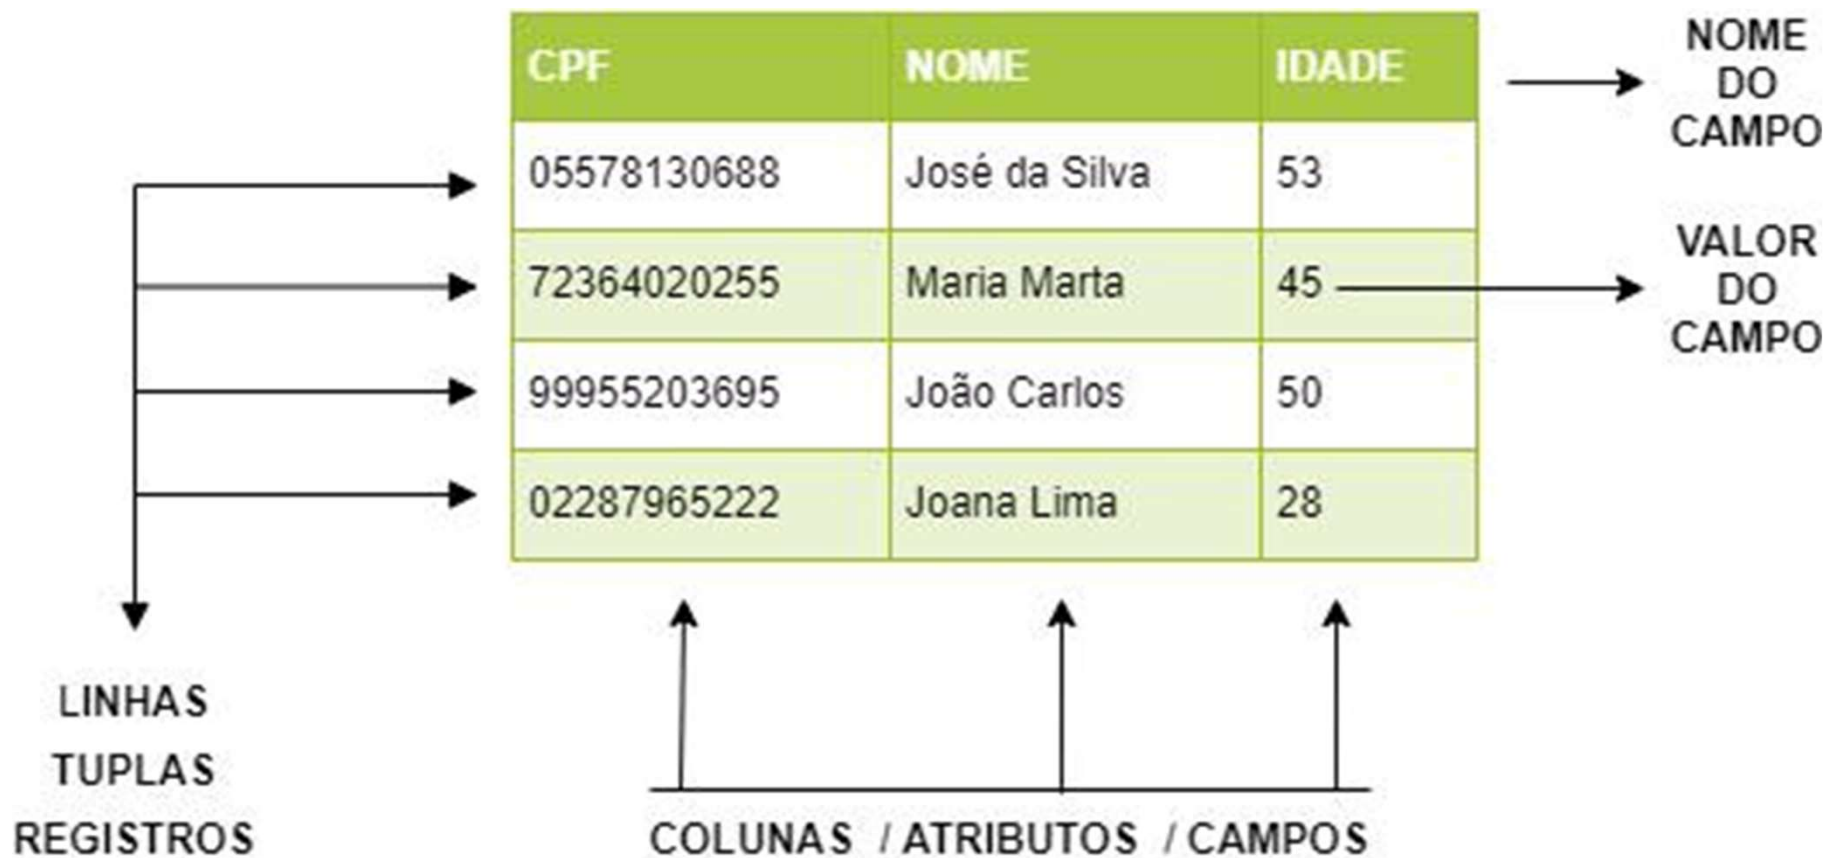 CPF NOME IDADE
05578130688 José da Silva 53
72364020255 Maria Marta 45
99955203695 João Carlos 50
02287965222 Joana Lima 28
NOME
DO
CAMPO
VALOR
DO
CAMPO
LINHAS
TUPLAS
REGISTROS
COLUNAS / ATRIBUTOS / CAMPOS